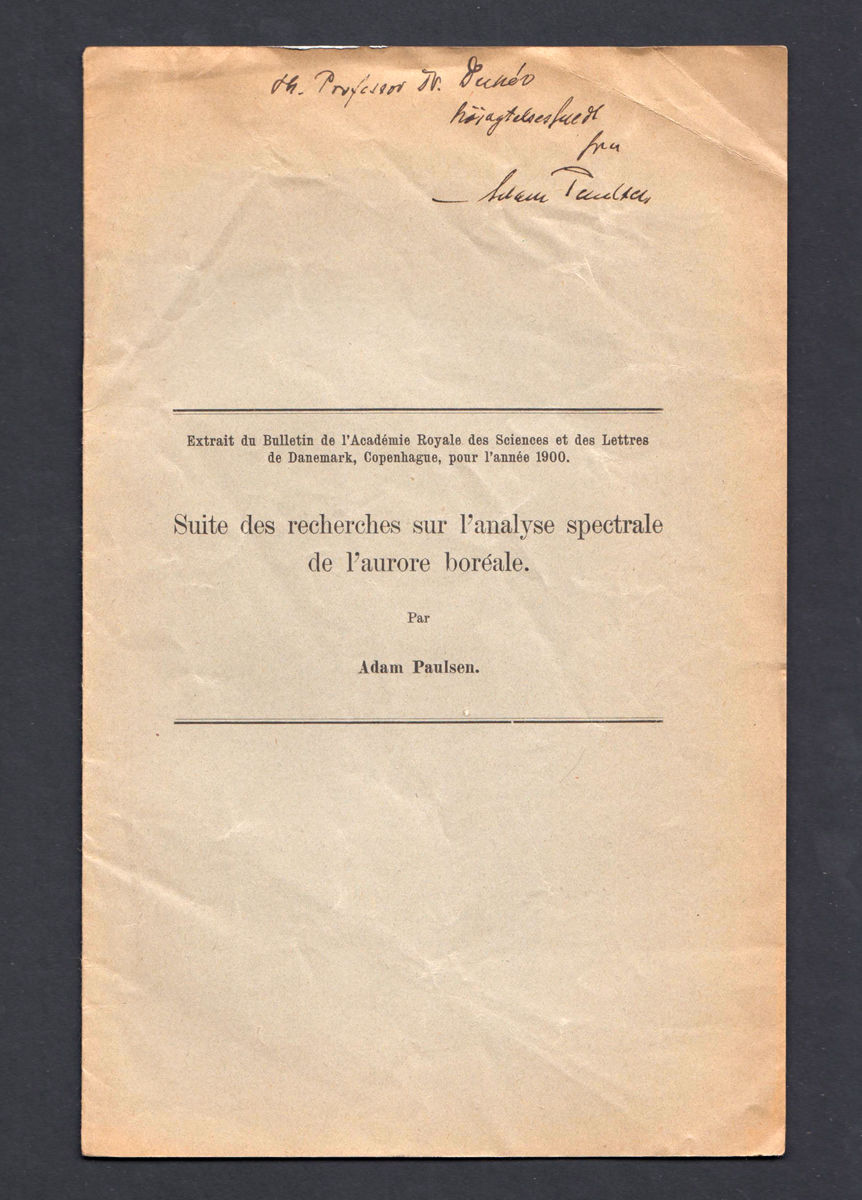 Hr. Professor Dr. Dunér
höjagtelsesfuldt
fra
Adam Paulsen
Extrait du Bulletin de l'Académie Royale des Sciences et des Lettres
de Danemark, Copenhague, pour l'année 1900.
Suite des recherches sur l'analyse spectrale
de l'aurore boréale.
Par
Adam Paulsen.